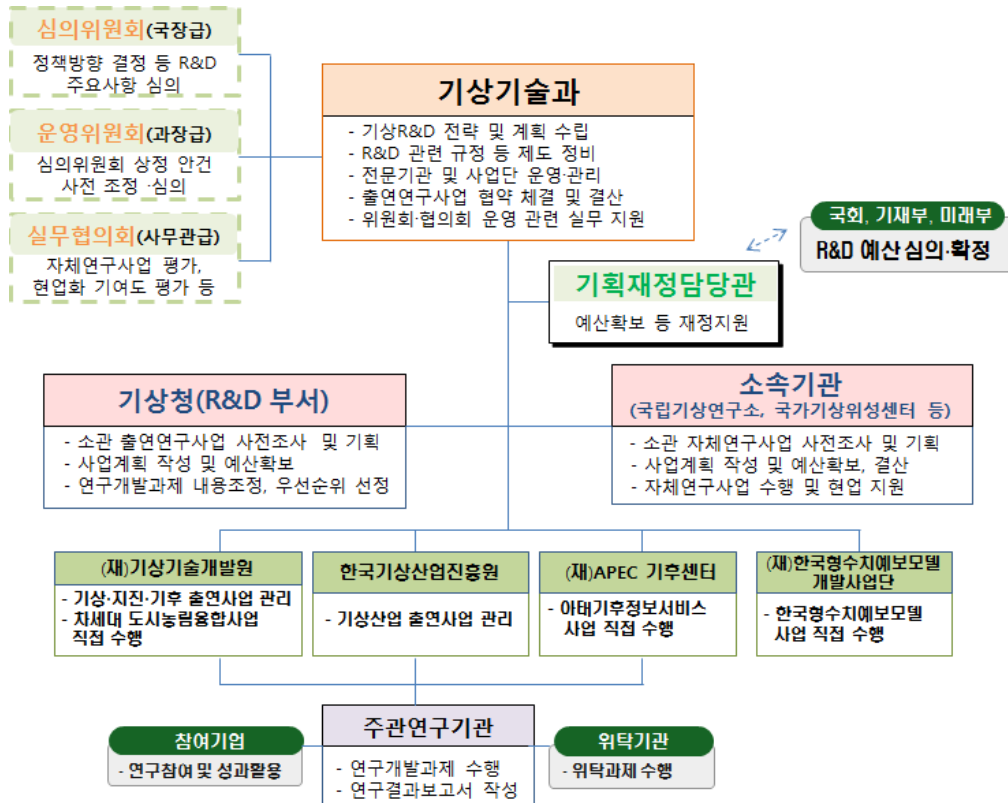 심의위원회(국장급)
정책방향 결정 등 R&D
주요사항 심의
운영위원회(과장급)
심의위원회 상정 안건
사전 조정 ·심의
실무협의회(사무관급)
자체연구사업 평가,
현업화 기여도 평가 등
기상기술과
- 기상R&D 전략 및 계획 수립
- R&D 관련 규정 등 제도 정비
- 전문기관 및 사업단 운영·관리
- 출연연구사업 협약 체결 및 결산
- 위원회·협의회 운영 관련 실무 지원
국회, 기재부, 미래부
R&D 예산 심의·확정
기획재정담당관
예산확보 등 재정지원
기상청(R&D 부서)
- 소관 출연연구사업 사전조사 및 기획
- 사업계획 작성 및 예산확보
- 연구개발과제 내용조정, 우선순위 선정
소속기관
(국립기상연구소, 국가기상위성센터 등)
- 소관 자체연구사업 사전조사 및 기획
- 사업계획 작성 및 예산확보, 결산
- 자체연구사업 수행 및 현업 지원
(재)기상기술개발원
- 기상·지진·기후 출연사업 관리
- 차세대 도시농림융합사업
직접 수행
한국기상산업진흥원
- 기상산업 출연사업 관리
(재)APEC 기후센터
- 아태기후정보서비스
사업 직접 수행
(재)한국형수치예보모델
개발사업단
- 한국형수치예보모델
사업 직접 수행
주관연구기관
- 연구개발과제 수행
- 연구결과보고서 작성
참여기업
- 연구참여 및 성과활용
위탁기관
- 위탁과제 수행